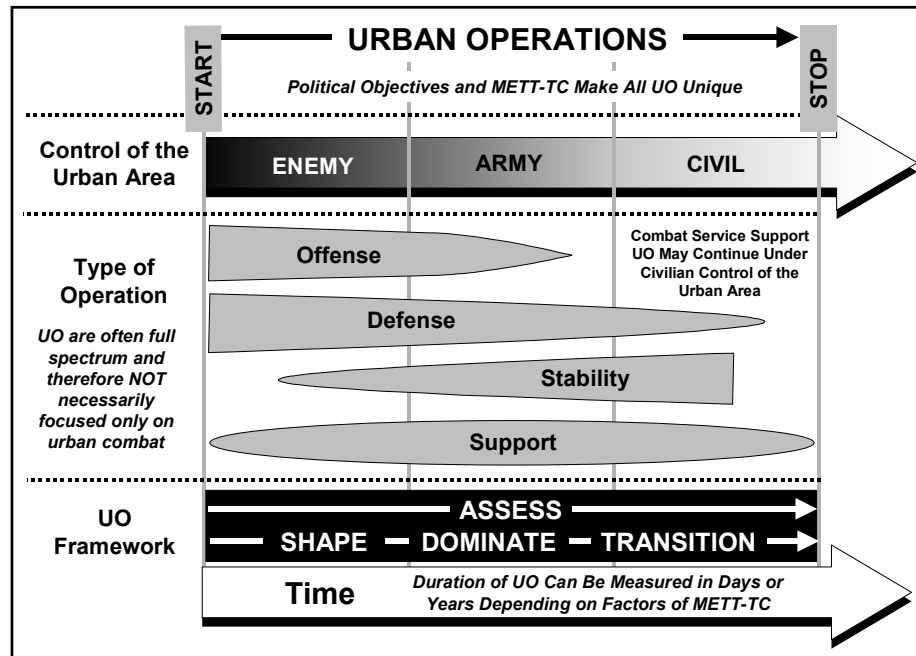 URBAN OPERATIONS
START
STOP
Political Objectives and METT-TC Make All UO Unique
Control of the
Urban Area
ENEMY
ARMY
CIVIL
Type of
Operation
UO are often full
spectrum and
therefore NOT
necessarily
focused only on
urban combat
Offense
Combat Service Support
UO May Continue Under
Civilian Control of the
Urban Area
Defense
Stability
Support
UO
Framework
ASSESS
SHAPE
DOMINATE
TRANSITION
Time
Duration of UO Can Be Measured in Days or
Years Depending on Factors of METT-TC